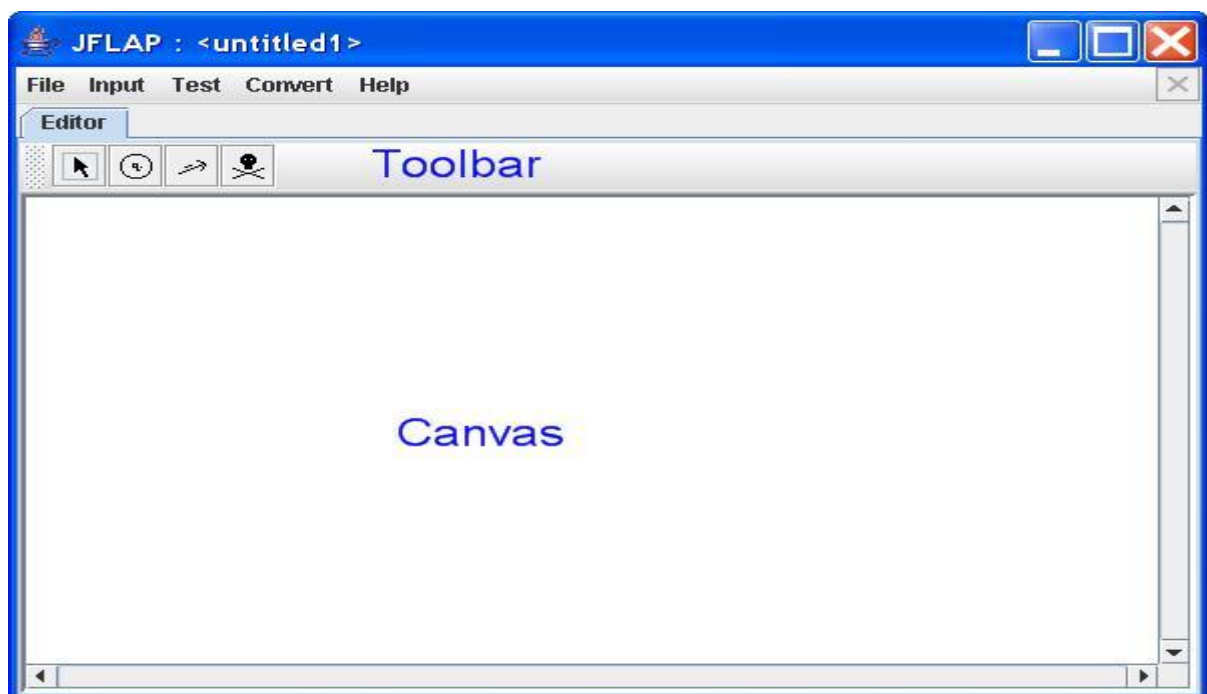 JFLAP : <untitled1>
File Input Test Convert Help
Editor
q
Toolbar
Canvas